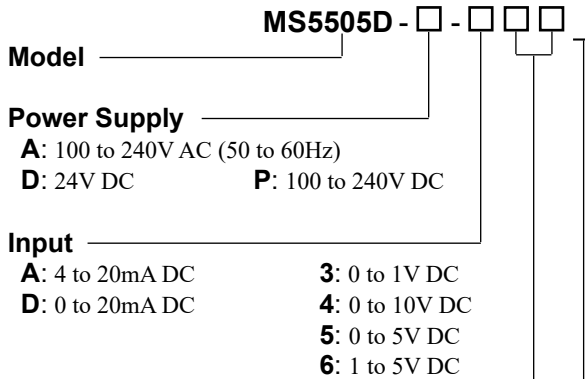 MS5505D - □ - □ □ □
Model
Power Supply
A: 100 to 240V AC (50 to 60Hz)
D: 24V DC P: 100 to 240V DC
Input
A: 4 to 20mA DC 3: 0 to 1V DC
D: 0 to 20mA DC 4: 0 to 10V DC
5: 0 to 5V DC
6: 1 to 5V DC